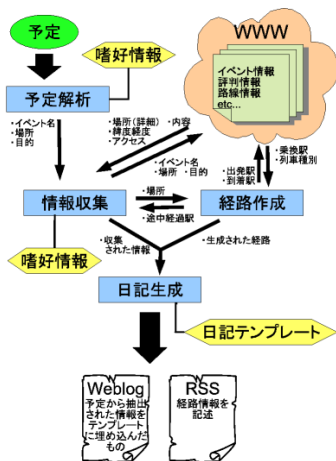 予定
嗜好情報
WWW
イベント情報
評判情報
路線情報
etc...
予定解析
・イベント名
・場所
・目的
・場所(詳細) ・内容
・緯度経度
・アクセス
・イベント名
・場所 ・目的
・乗換駅
・列車種別
・出発駅
・到着駅
情報収集
・場所
・途中経過駅
経路作成
嗜好情報
・収集
された情報
・生成された経路
日記生成
日記テンプレート
Weblog
予定から抽出
された情報を
テンプレート
に埋め込んだ
もの
RSS
経路情報を
記述